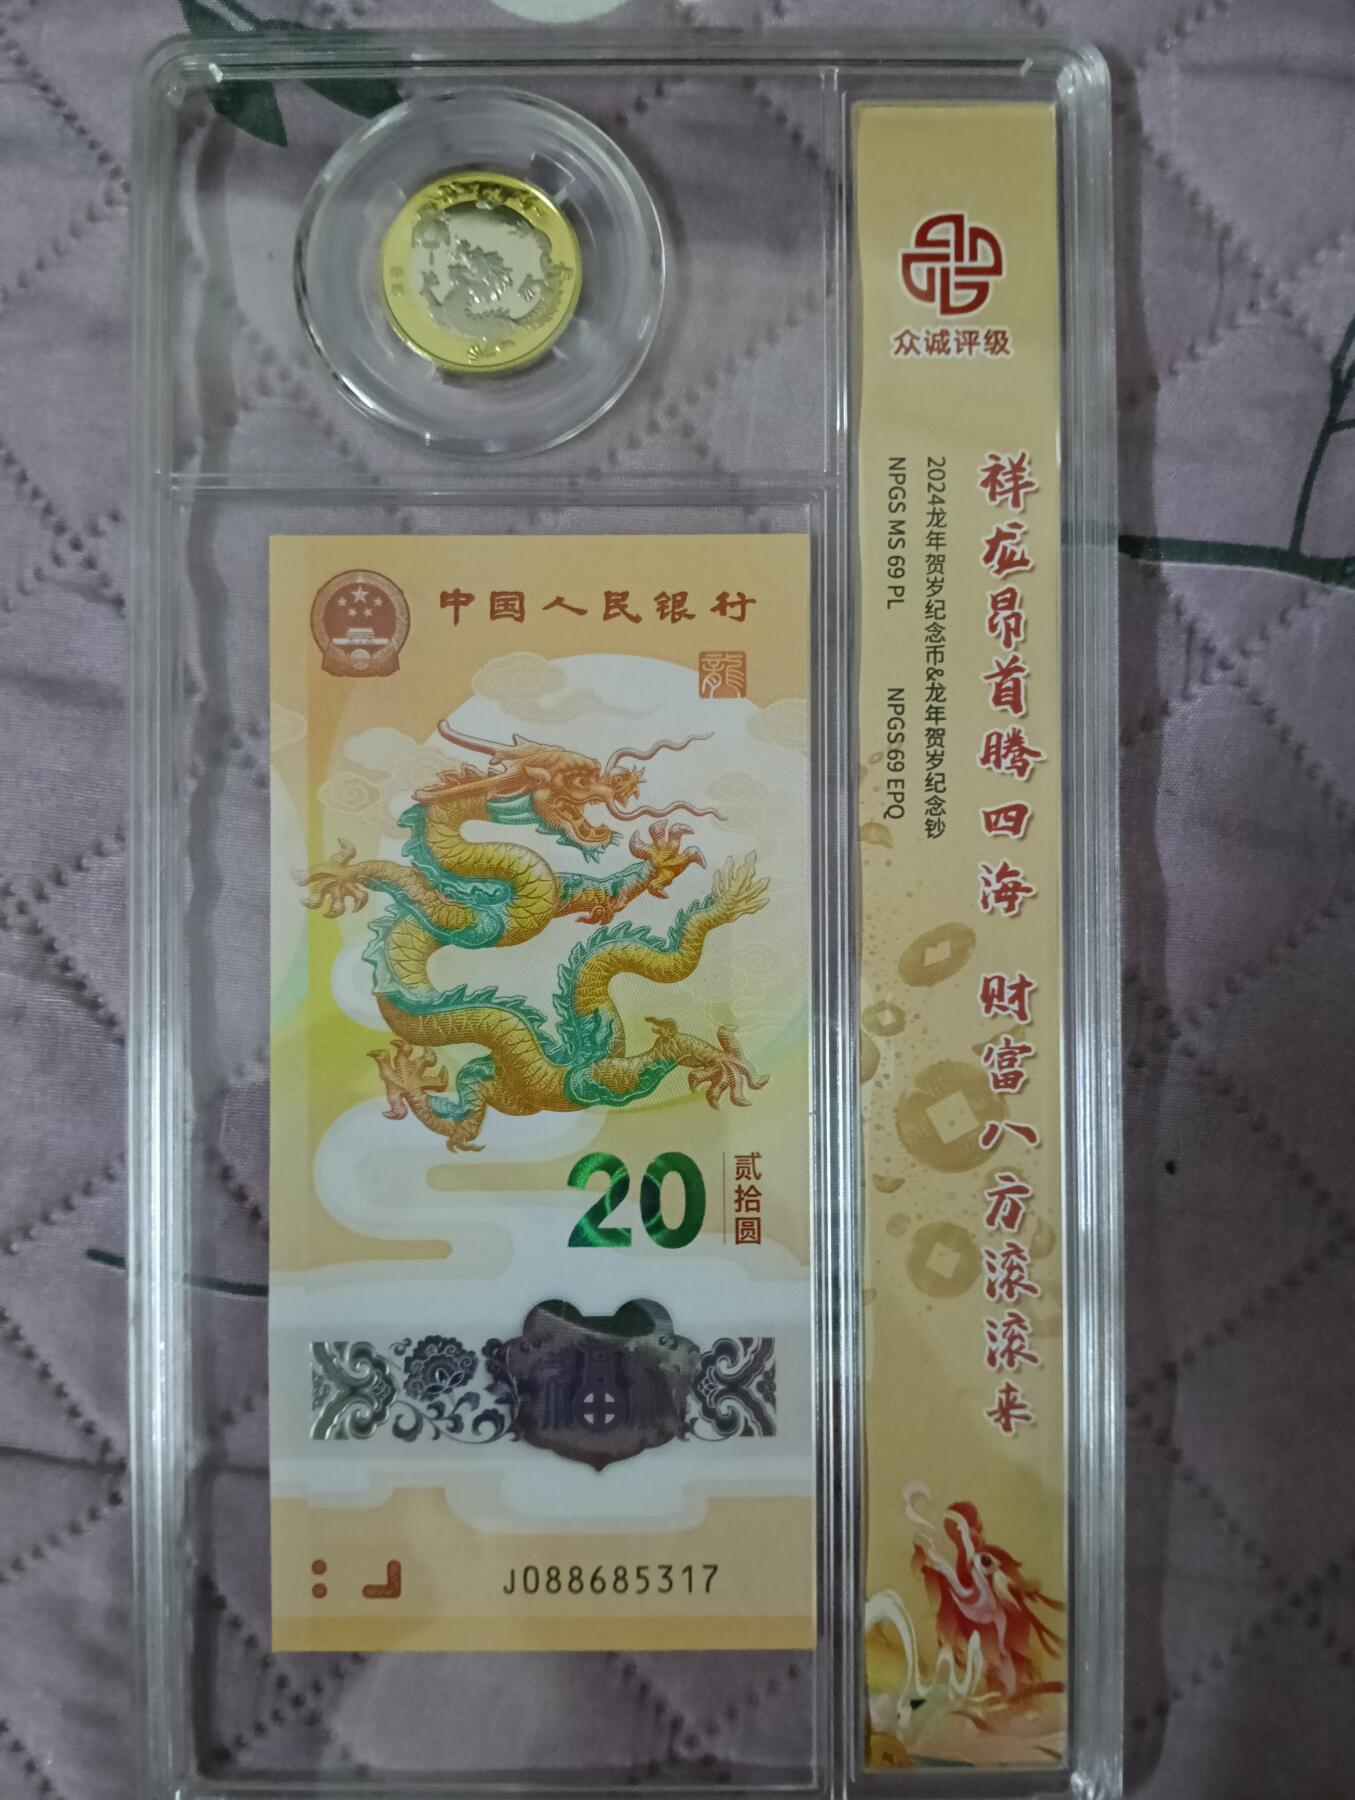 众诚评级
祥龙昂首腾四海 财富八方滚滚来
2024龙年贺岁纪念币&龙年贺岁纪念钞
NPGS MS 69 PL NPGS 69 EPQ
中国人民银行
龍
20
贰拾圆
J088685317